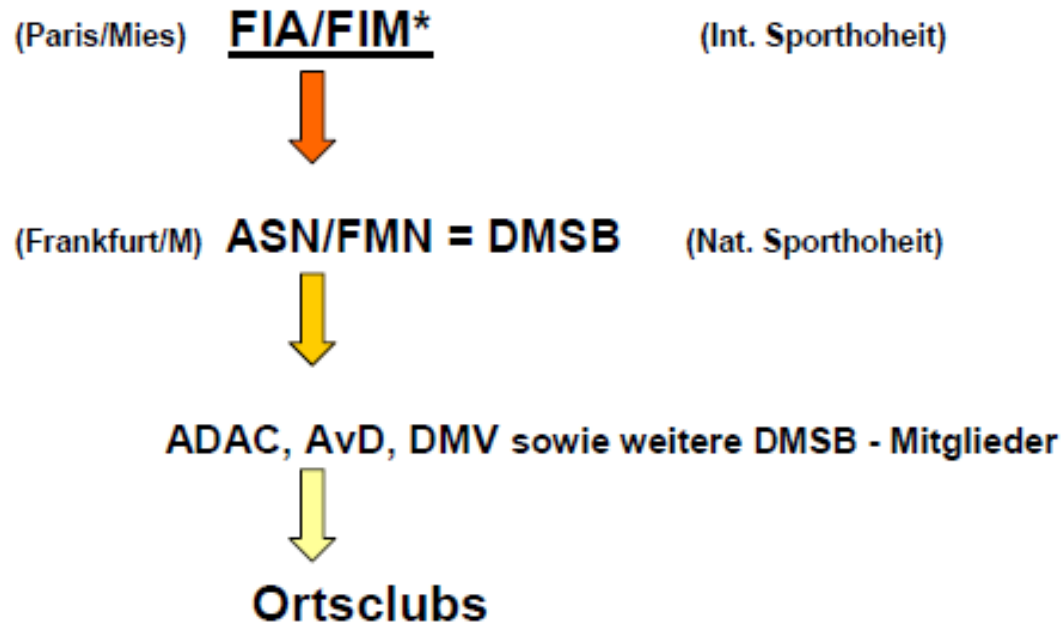 (Paris/Mies) FIA/FIM* (Int. Sporthoheit)
(Frankfurt/M) ASN/FMN = DMSB (Nat. Sporthoheit)
ADAC, AvD, DMV sowie weitere DMSB - Mitglieder
Ortsclubs